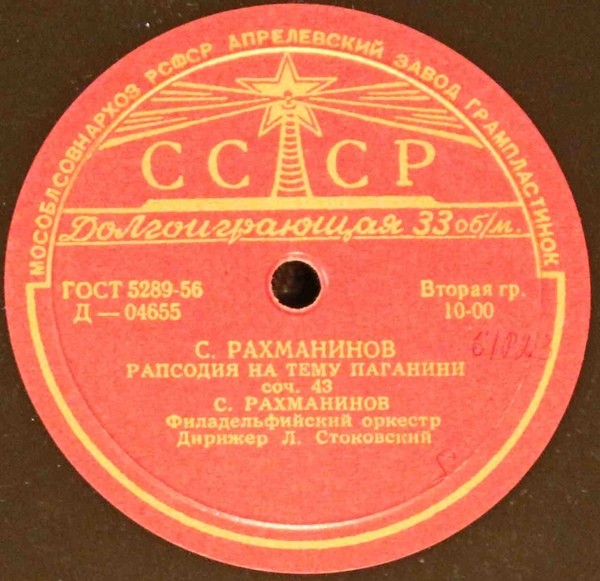 МОСОБЛСОВНАРХОЗ РСФСР АПРЕЛЕВСКИЙ ЗАВОД ГРАМПЛАСТИНОК
СССР
Долгоиграющая 33 об/м.
ГОСТ 5289-56
Д — 04655
Вторая гр.
10-00
С. РАХМАНИНОВ
РАПСОДИЯ НА ТЕМУ ПАГАНИНИ
соч. 43
С. РАХМАНИНОВ
Филадельфийский оркестр
Дирижер Л. Стоковский